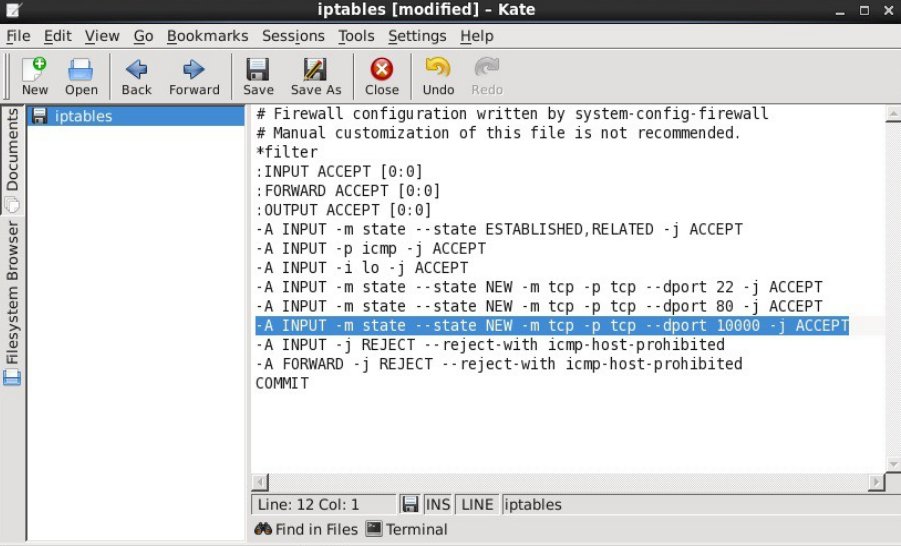 iptables [modified] – Kate
File Edit View Go Bookmarks Sessions Tools Settings Help
New Open Back Forward Save Save As Close Undo Redo
Documents
Filesystem Browser
iptables
# Firewall configuration written by system-config-firewall
# Manual customization of this file is not recommended.
*filter
:INPUT ACCEPT [0:0]
:FORWARD ACCEPT [0:0]
:OUTPUT ACCEPT [0:0]
-A INPUT -m state --state ESTABLISHED,RELATED -j ACCEPT
-A INPUT -p icmp -j ACCEPT
-A INPUT -i lo -j ACCEPT
-A INPUT -m state --state NEW -m tcp -p tcp --dport 22 -j ACCEPT
-A INPUT -m state --state NEW -m tcp -p tcp --dport 80 -j ACCEPT
-A INPUT -m state --state NEW -m tcp -p tcp --dport 10000 -j ACCEPT
-A INPUT -j REJECT --reject-with icmp-host-prohibited
-A FORWARD -j REJECT --reject-with icmp-host-prohibited
COMMIT
Line: 12 Col: 1 INS LINE iptables
Find in Files Terminal